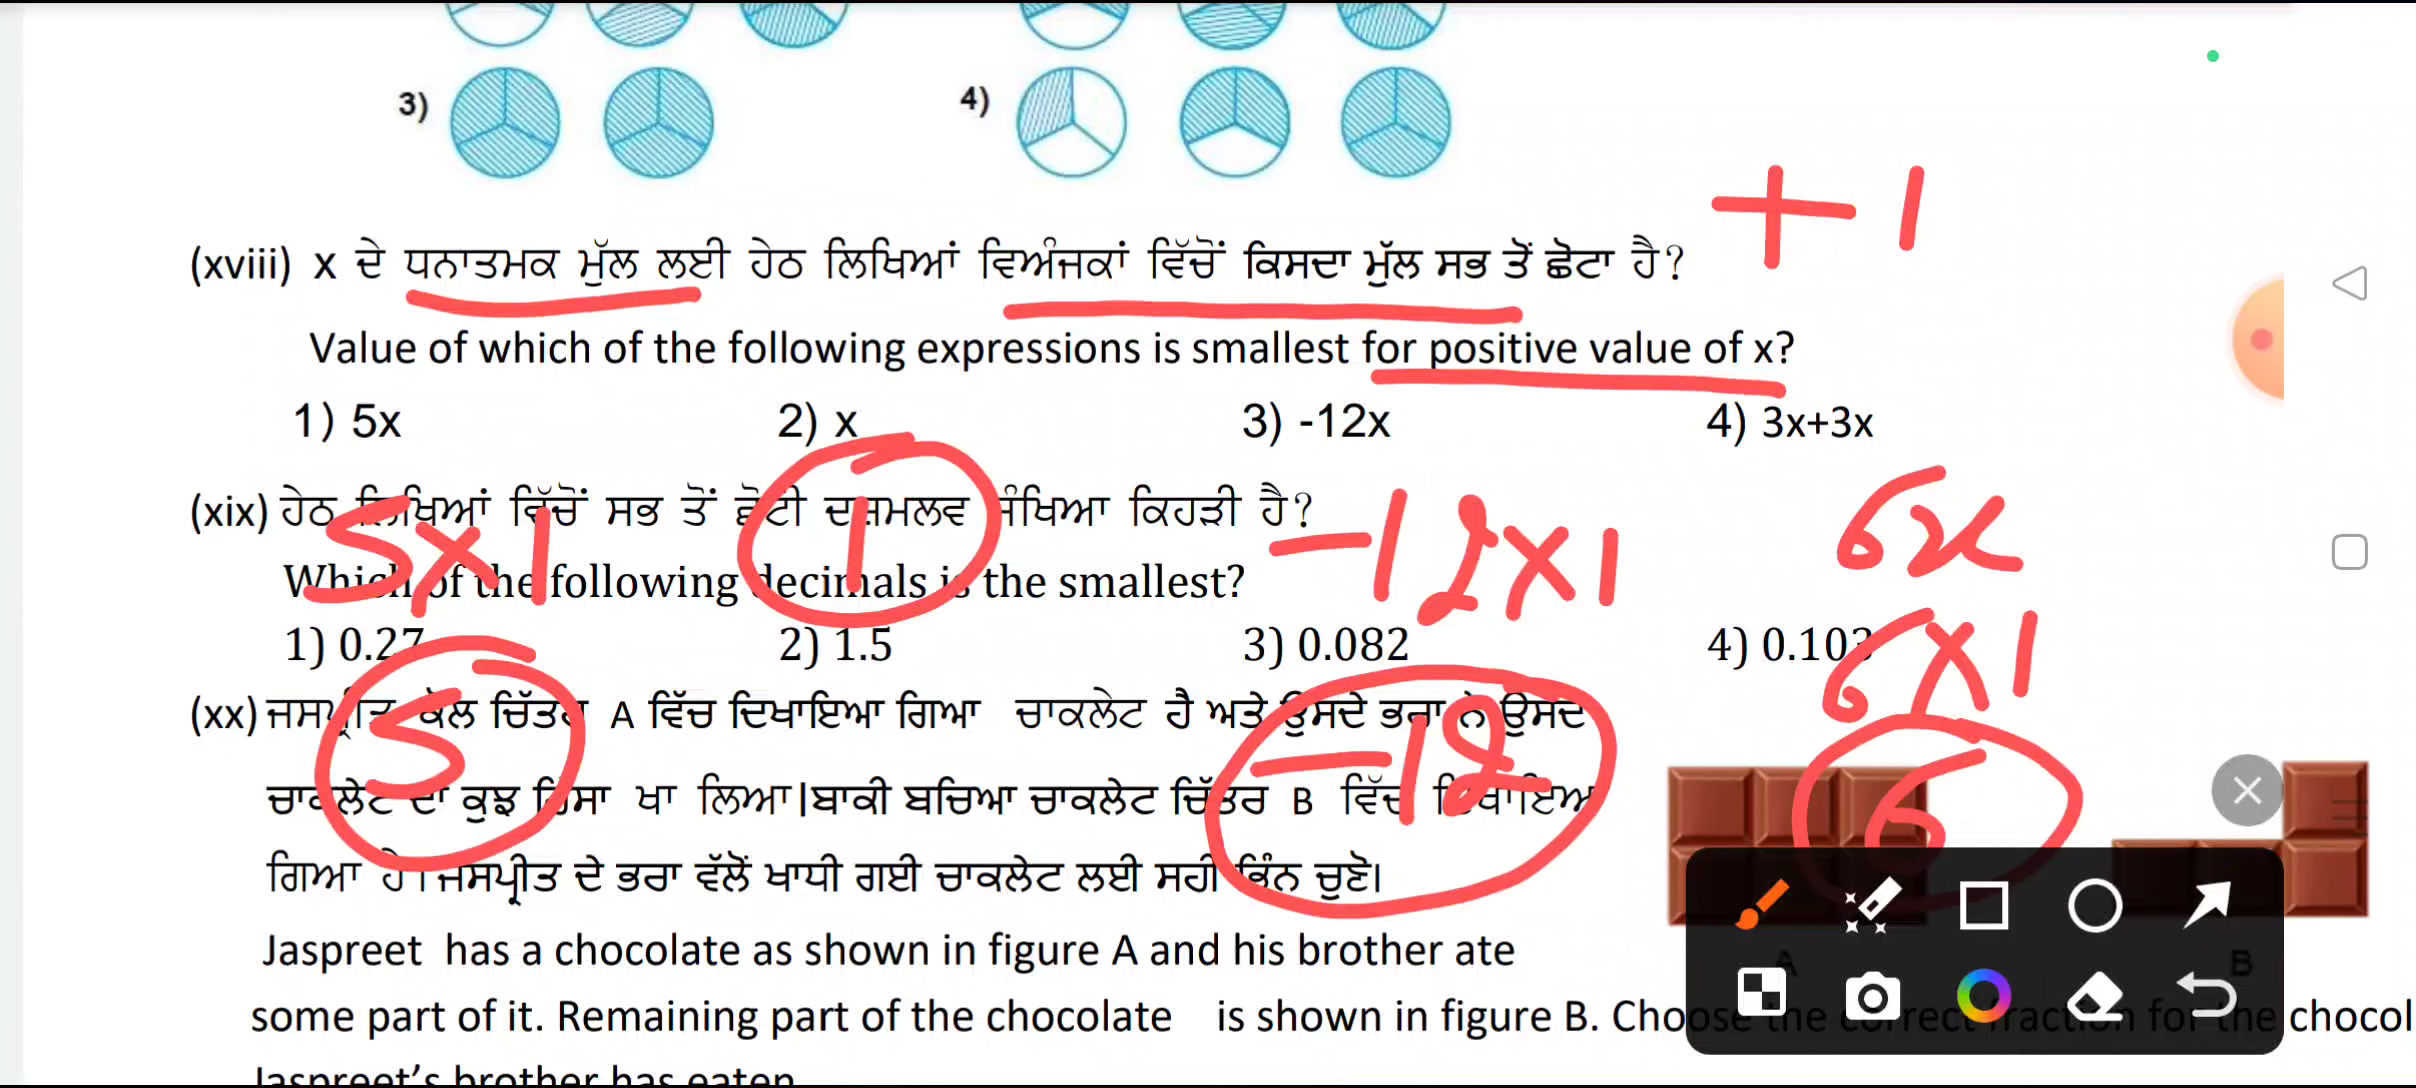 3) 4)
+1
(xviii) x ਦੇ ਧਨਾਤਮਕ ਮੁੱਲ ਲਈ ਹੇਠ ਲਿਖਿਆਂ ਵਿਅੰਜਕਾਂ ਵਿੱਚੋਂ ਕਿਸਦਾ ਮੁੱਲ ਸਭ ਤੋਂ ਛੋਟਾ ਹੈ?
Value of which of the following expressions is smallest for positive value of x?
1) 5x 2) x 3) -12x 4) 3x+3x
(xix) ਹੇਠ ਲਿਖਿਆਂ ਵਿੱਚੋਂ ਸਭ ਤੋਂ ਛੋਟੀ ਦਸ਼ਮਲਵ ਸੰਖਿਆ ਕਿਹੜੀ ਹੈ?
5x1 1 -12x1 6x
Which of the following decimals is the smallest?
1) 0.27 2) 1.5 3) 0.082 4) 0.103
6x1
(xx) ਜਸਪ੍ਰੀਤ ਕੋਲ ਚਿੱਤਰ A ਵਿੱਚ ਦਿਖਾਇਆ ਗਿਆ ਚਾਕਲੇਟ ਹੈ ਅਤੇ ਉਸਦੇ ਭਰਾ ਨੇ ਉਸਦੇ
5 -12 6
ਚਾਕਲੇਟ ਦਾ ਕੁਝ ਹਿੱਸਾ ਖਾ ਲਿਆ|ਬਾਕੀ ਬਚਿਆ ਚਾਕਲੇਟ ਚਿੱਤਰ B ਵਿੱਚ ਦਿਖਾਇਆ
ਗਿਆ ਹੈ। ਜਸਪ੍ਰੀਤ ਦੇ ਭਰਾ ਵੱਲੋਂ ਖਾਧੀ ਗਈ ਚਾਕਲੇਟ ਲਈ ਸਹੀ ਭਿੰਨ ਚੁਣੋ।
Jaspreet has a chocolate as shown in figure A and his brother ate
A B
some part of it. Remaining part of the chocolate is shown in figure B. Choose the correct fraction for the chocol
Jaspreet's brother has eaten